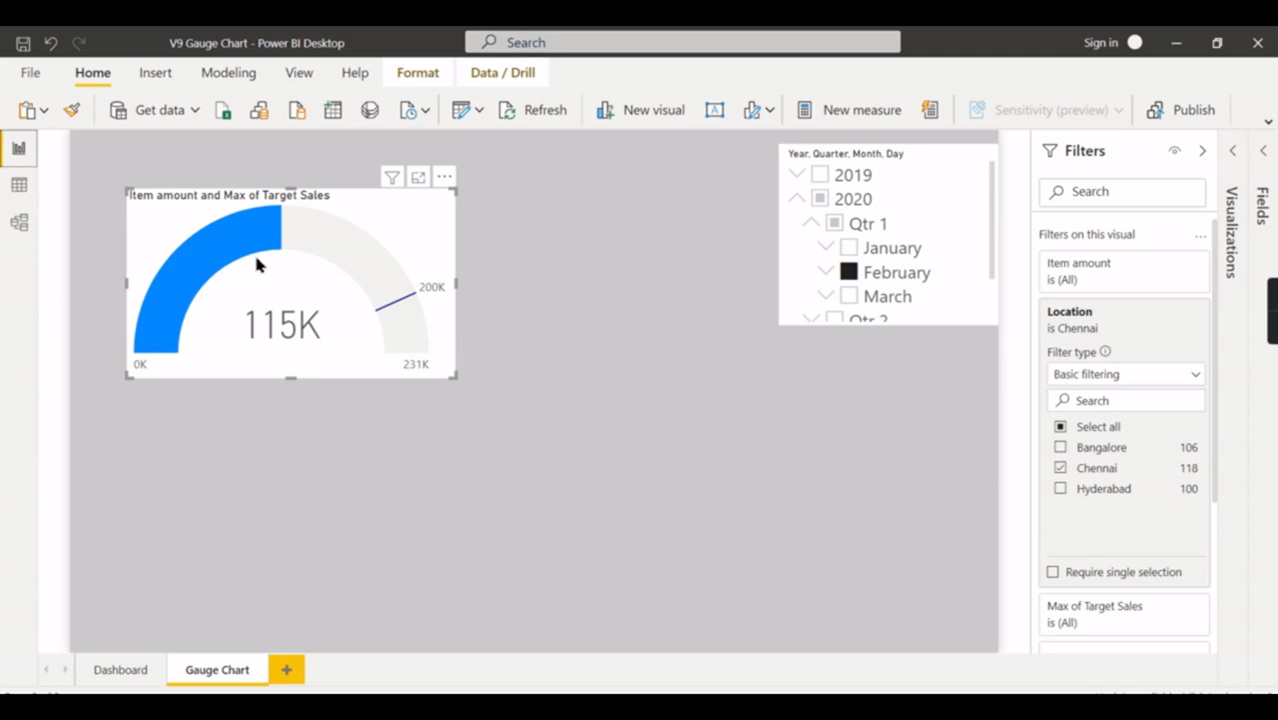 V9 Gauge Chart - Power BI Desktop
Search
Sign in
File Home Insert Modeling View Help Format Data / Drill
Get data Refresh New visual New measure Sensitivity (preview) Publish
Item amount and Max of Target Sales
200K
115K
0K 231K
Year, Quarter, Month, Day
2019
2020
Qtr 1
January
February
March
Qtr 2
Filters
Search
Filters on this visual
Item amount
is (All)
Location
is Chennai
Filter type
Basic filtering
Search
Select all
Bangalore 106
Chennai 118
Hyderabad 100
Require single selection
Max of Target Sales
is (All)
Visualizations
Fields
Dashboard Gauge Chart